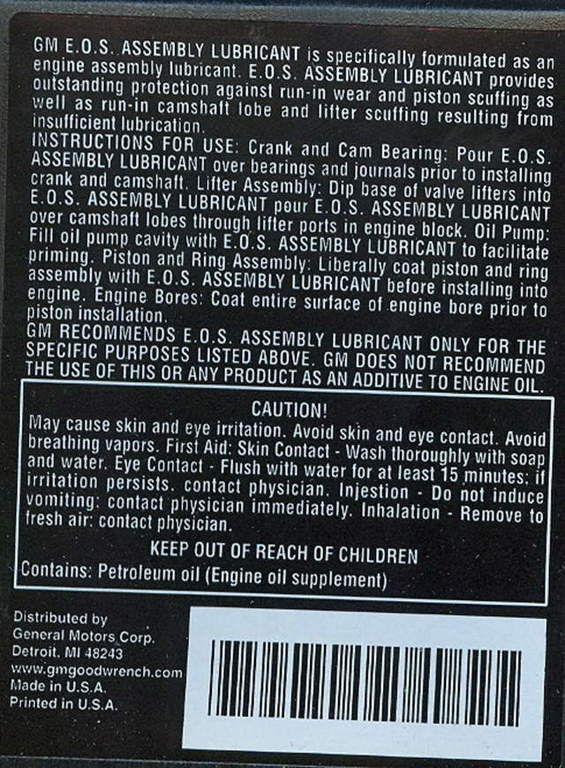 GM E.O.S. ASSEMBLY LUBRICANT is specifically formulated as an
engine assembly lubricant. E.O.S. ASSEMBLY LUBRICANT provides
outstanding protection against run-in wear and piston scuffing as
well as run-in camshaft lobe and lifter scuffing resulting from
insufficient lubrication.
INSTRUCTIONS FOR USE: Crank and Cam Bearing: Pour E.O.S.
ASSEMBLY LUBRICANT over bearings and journals prior to installing
crank and camshaft. Lifter Assembly: Dip base of valve lifters into
E.O.S. ASSEMBLY LUBRICANT pour E.O.S. ASSEMBLY LUBRICANT
over camshaft lobes through lifter ports in engine block. Oil Pump:
Fill oil pump cavity with E.O.S. ASSEMBLY LUBRICANT to facilitate
priming. Piston and Ring Assembly: Liberally coat piston and ring
assembly with E.O.S. ASSEMBLY LUBRICANT before installing into
engine. Engine Bores: Coat entire surface of engine bore prior to
piston installation.
GM RECOMMENDS E.O.S. ASSEMBLY LUBRICANT ONLY FOR THE
SPECIFIC PURPOSES LISTED ABOVE. GM DOES NOT RECOMMEND
THE USE OF THIS OR ANY PRODUCT AS AN ADDITIVE TO ENGINE OIL.
CAUTION!
May cause skin and eye irritation. Avoid skin and eye contact. Avoid
breathing vapors. First Aid: Skin Contact - Wash thoroughly with soap
and water. Eye Contact - Flush with water for at least 15 minutes: if
irritation persists. contact physician. Injestion - Do not induce
vomiting: contact physician immediately. Inhalation - Remove to
fresh air: contact physician.
KEEP OUT OF REACH OF CHILDREN
Contains: Petroleum oil (Engine oil supplement)
Distributed by
General Motors Corp.
Detroit, MI 48243
www.gmgoodwrench.com
Made in U.S.A.
Printed in U.S.A.